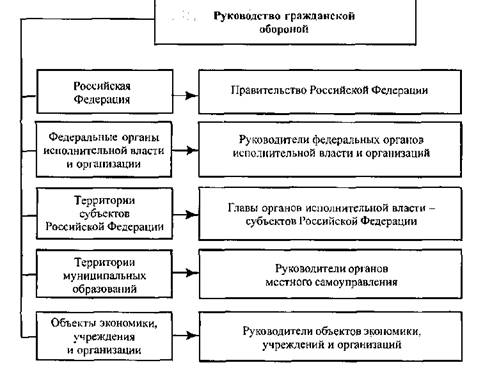 Руководство гражданской
обороной
Российская
Федерация
Правительство Российской Федерации
Федеральные органы
исполнительной власти
и организации
Руководители федеральных органов
исполнительной власти и организаций
Территории
субъектов
Российской Федерации
Главы органов исполнительной власти –
субъектов Российской Федерации
Территории
муниципальных
образований
Руководители органов
местного самоуправления
Объекты экономики,
учреждения
и организации
Руководители объектов экономики,
учреждений и организаций